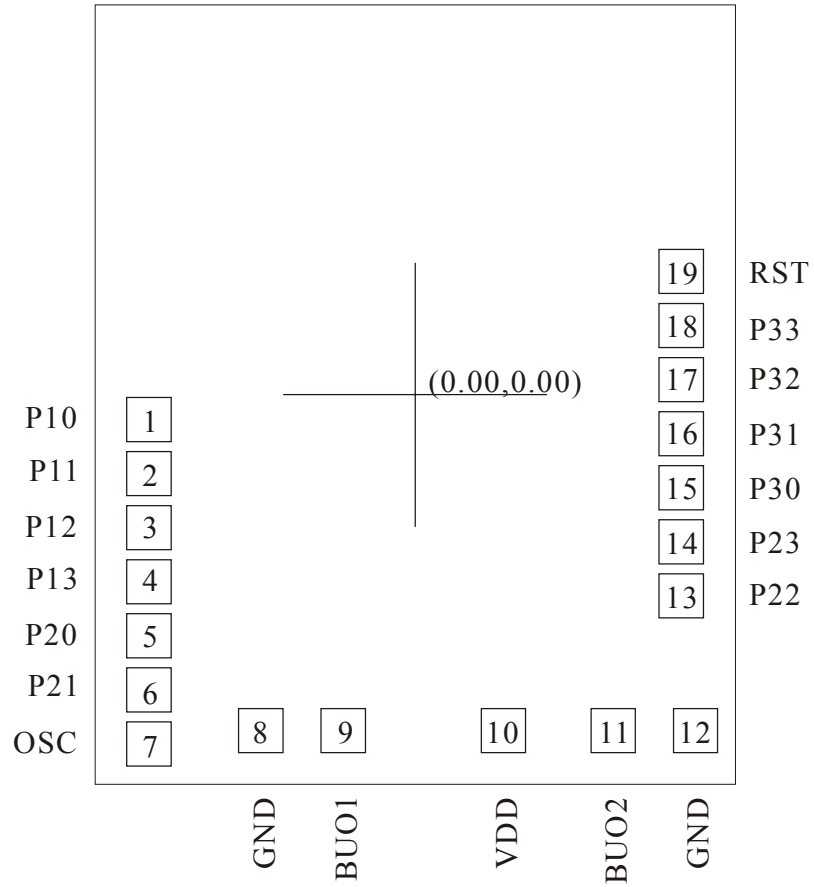 19 RST
18 P33
(0.00,0.00) 17 P32
P10 1 16 P31
P11 2 15 P30
P12 3 14 P23
P13 4 13 P22
P20 5
P21 6
OSC 7 8 9 10 11 12
GND BUO1 VDD BUO2 GND